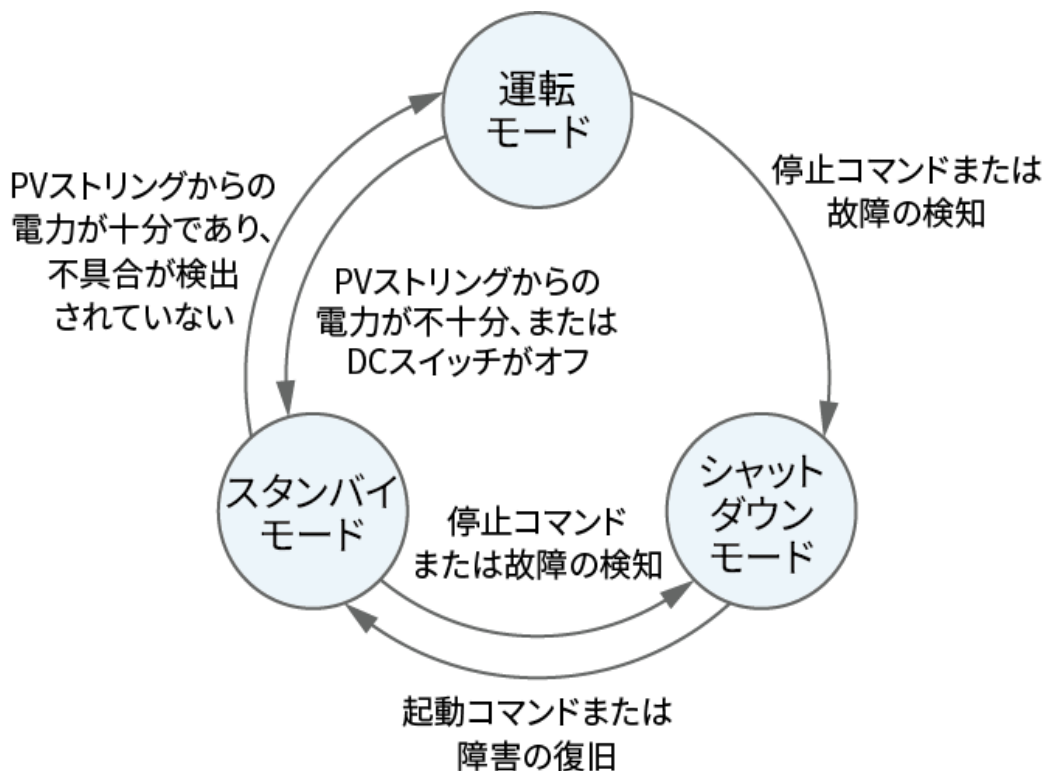 運転
モード
PVストリングからの
電力が十分であり、
不具合が検出
されていない
停止コマンドまたは
故障の検知
PVストリングからの
電力が不十分、または
DCスイッチがオフ
スタンバイ
モード
停止コマンド
または故障の検知
シャット
ダウン
モード
起動コマンドまたは
障害の復旧